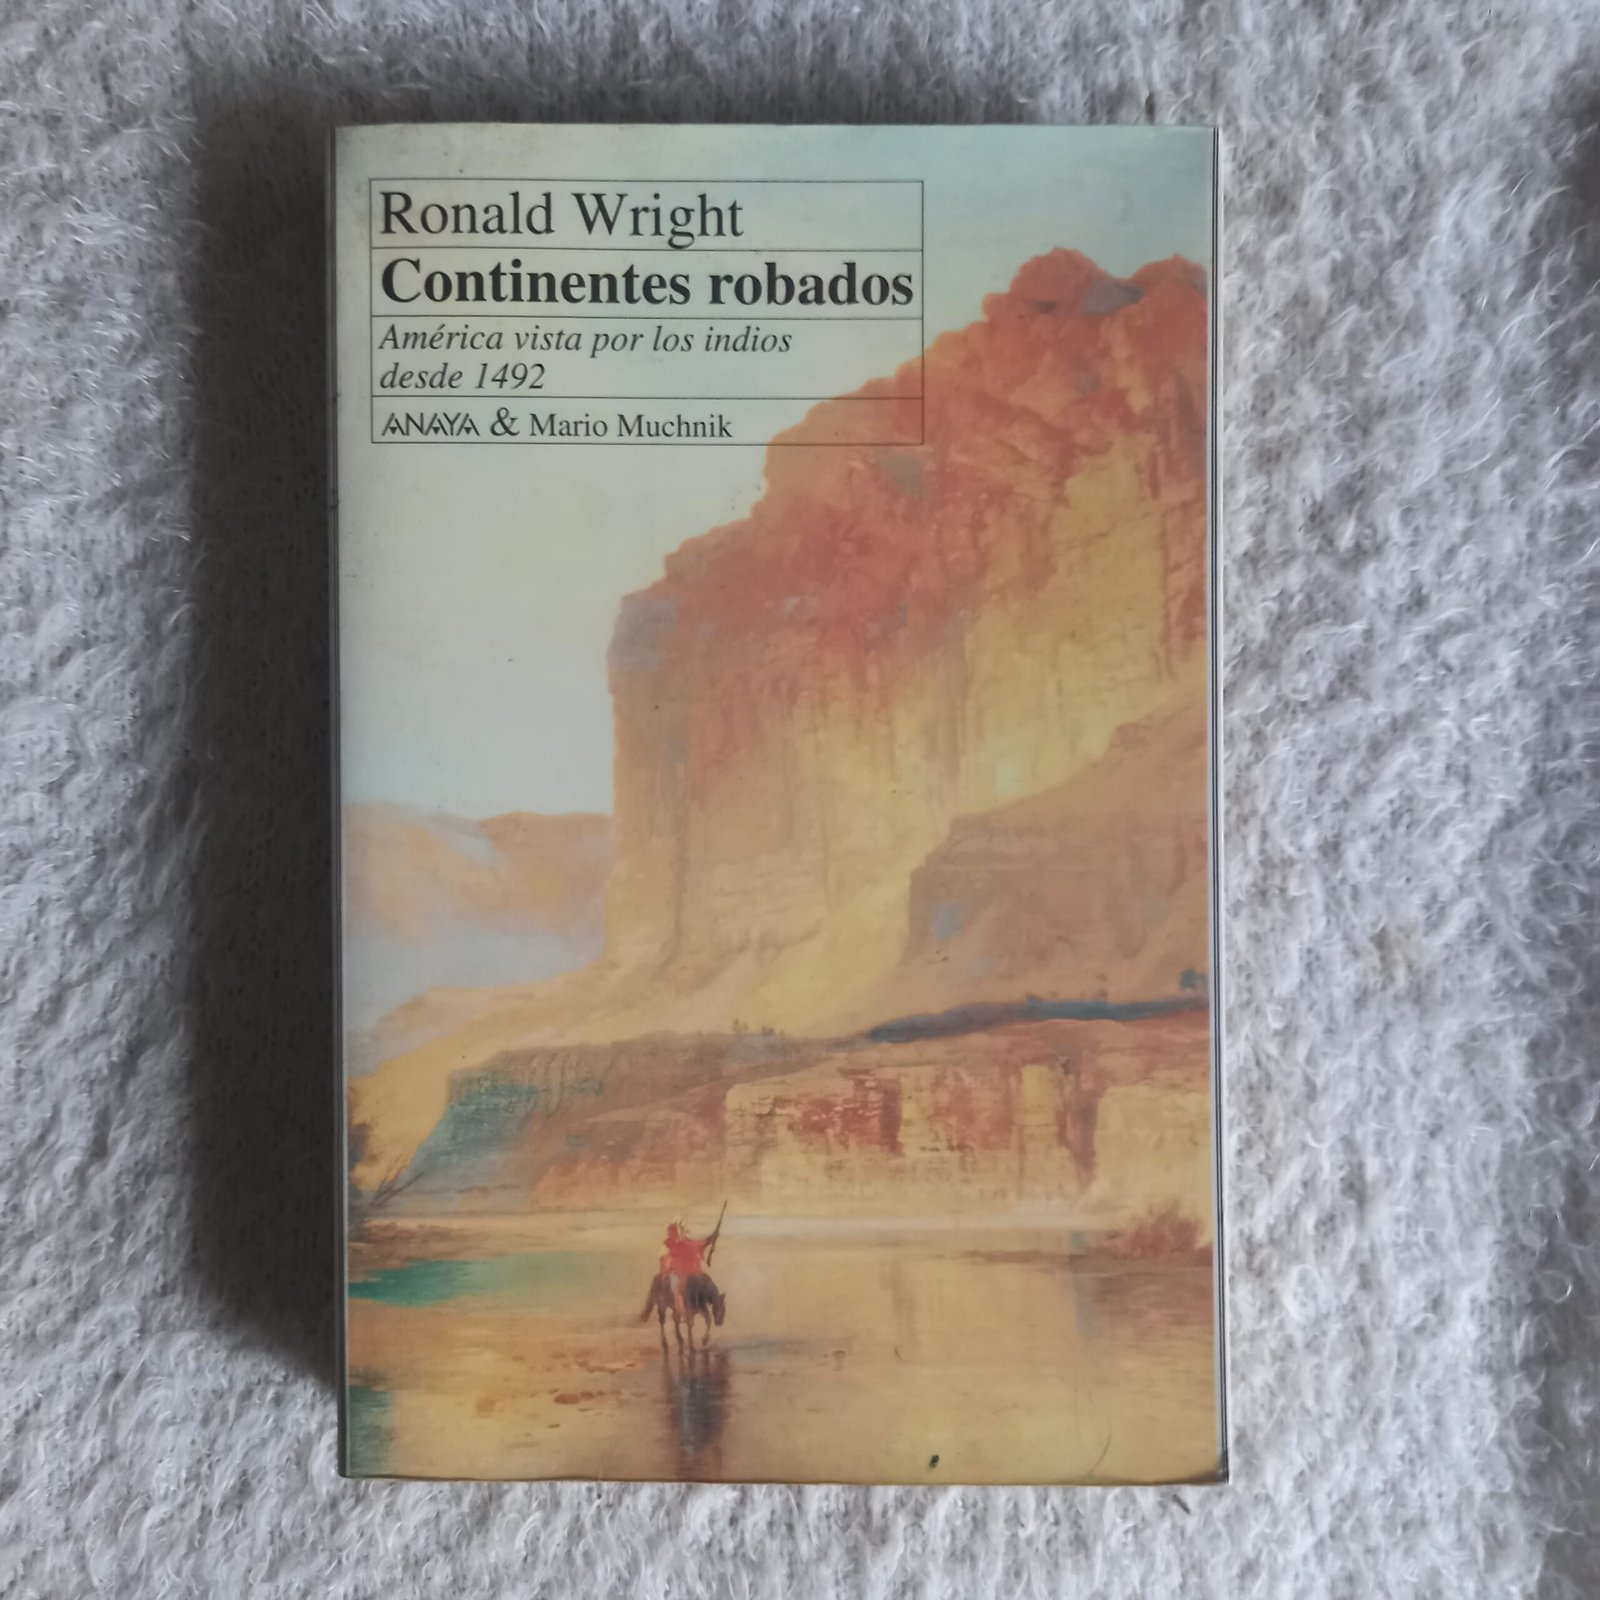 Ronald Wright
Continentes robados
América vista por los indios
desde 1492
ANAYA & Mario Muchnik